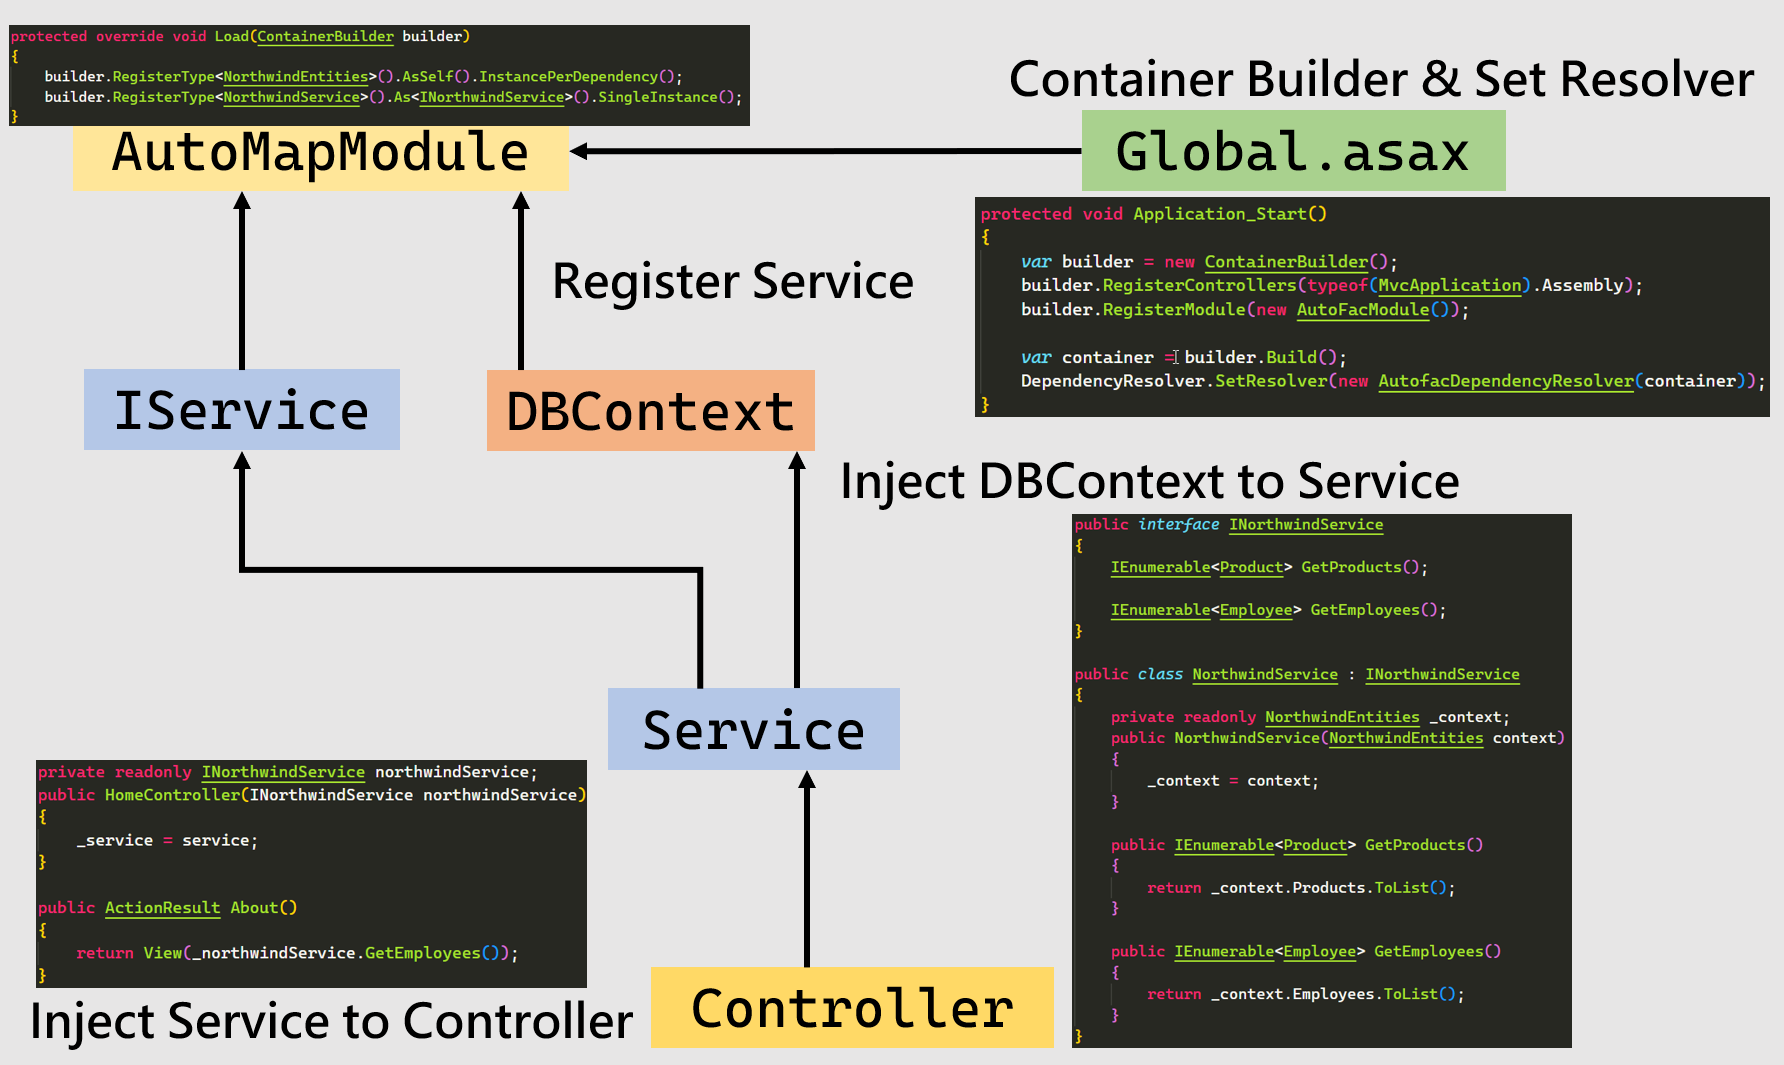 protected override void Load(ContainerBuilder builder)
{
    builder.RegisterType<NorthwindEntities>().AsSelf().InstancePerDependency();
    builder.RegisterType<NorthwindService>().As<INorthwindService>().SingleInstance();
}
AutoMapModule
Container Builder & Set Resolver
Global.asax
protected void Application_Start()
{
    var builder = new ContainerBuilder();
    builder.RegisterControllers(typeof(MvcApplication).Assembly);
    builder.RegisterModule(new AutoFacModule());
    var container = builder.Build();
    DependencyResolver.SetResolver(new AutofacDependencyResolver(container));
}
Register Service
IService
DBContext
Inject DBContext to Service
public interface INorthwindService
{
    IEnumerable<Product> GetProducts();
    IEnumerable<Employee> GetEmployees();
}
public class NorthwindService : INorthwindService
{
    private readonly NorthwindEntities _context;
    public NorthwindService(NorthwindEntities context)
    {
        _context = context;
    }
    public IEnumerable<Product> GetProducts()
    {
        return _context.Products.ToList();
    }
    public IEnumerable<Employee> GetEmployees()
    {
        return _context.Employees.ToList();
    }
}
Service
private readonly INorthwindService northwindService;
public HomeController(INorthwindService northwindService)
{
    _service = service;
}
public ActionResult About()
{
    return View(_northwindService.GetEmployees());
}
Inject Service to Controller
Controller